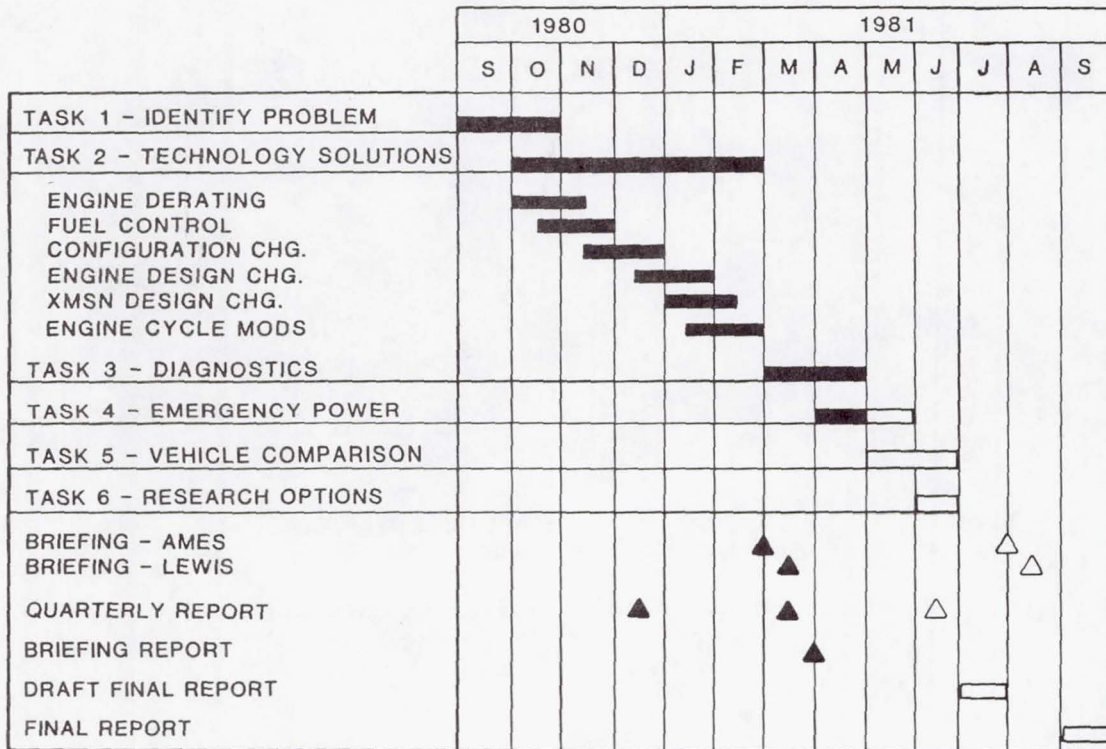 1980 1981
S O N D J F M A M J J A S
TASK 1 - IDENTIFY PROBLEM
TASK 2 - TECHNOLOGY SOLUTIONS
ENGINE DERATING
FUEL CONTROL
CONFIGURATION CHG.
ENGINE DESIGN CHG.
XMSN DESIGN CHG.
ENGINE CYCLE MODS
TASK 3 - DIAGNOSTICS
TASK 4 - EMERGENCY POWER
TASK 5 - VEHICLE COMPARISON
TASK 6 - RESEARCH OPTIONS
BRIEFING - AMES
BRIEFING - LEWIS
QUARTERLY REPORT
BRIEFING REPORT
DRAFT FINAL REPORT
FINAL REPORT